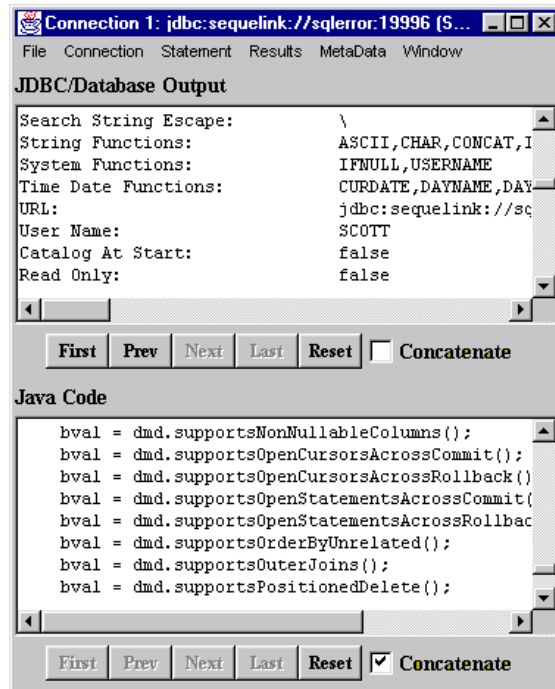 Connection 1: jdbc:sequelink://sqlerror:19996 (S...
File Connection Statement Results MetaData Window
JDBC/Database Output
Search String Escape: \
String Functions: ASCII,CHAR,CONCAT,I
System Functions: IFNULL,USERNAME
Time Date Functions: CURDATE,DAYNAME,DAY
URL: jdbc:sequelink://sq
User Name: SCOTT
Catalog At Start: false
Read Only: false
First Prev Next Last Reset Concatenate
Java Code
bval = dmd.supportsNonNullableColumns();
bval = dmd.supportsOpenCursorsAcrossCommit();
bval = dmd.supportsOpenCursorsAcrossRollback()
bval = dmd.supportsOpenStatementsAcrossCommit(
bval = dmd.supportsOpenStatementsAcrossRollbac
bval = dmd.supportsOrderByUnrelated();
bval = dmd.supportsOuterJoins();
bval = dmd.supportsPositionedDelete();
First Prev Next Last Reset Concatenate